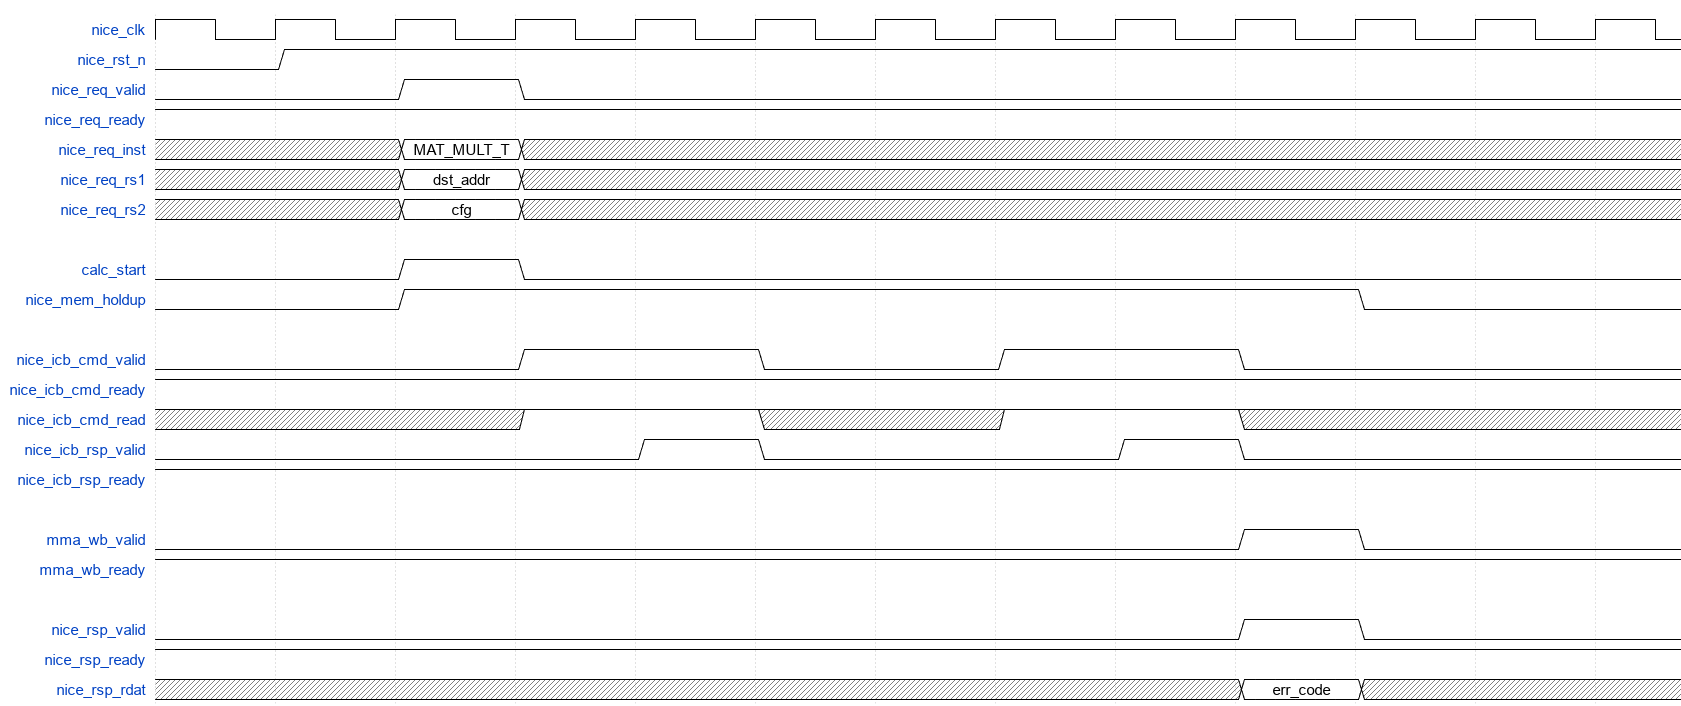 nice_clk
nice_rst_n
nice_req_valid
nice_req_ready
nice_req_inst MAT_MULT_T
nice_req_rs1 dst_addr
nice_req_rs2 cfg
calc_start
nice_mem_holdup
nice_icb_cmd_valid
nice_icb_cmd_ready
nice_icb_cmd_read
nice_icb_rsp_valid
nice_icb_rsp_ready
mma_wb_valid
mma_wb_ready
nice_rsp_valid
nice_rsp_ready
nice_rsp_rdat err_code